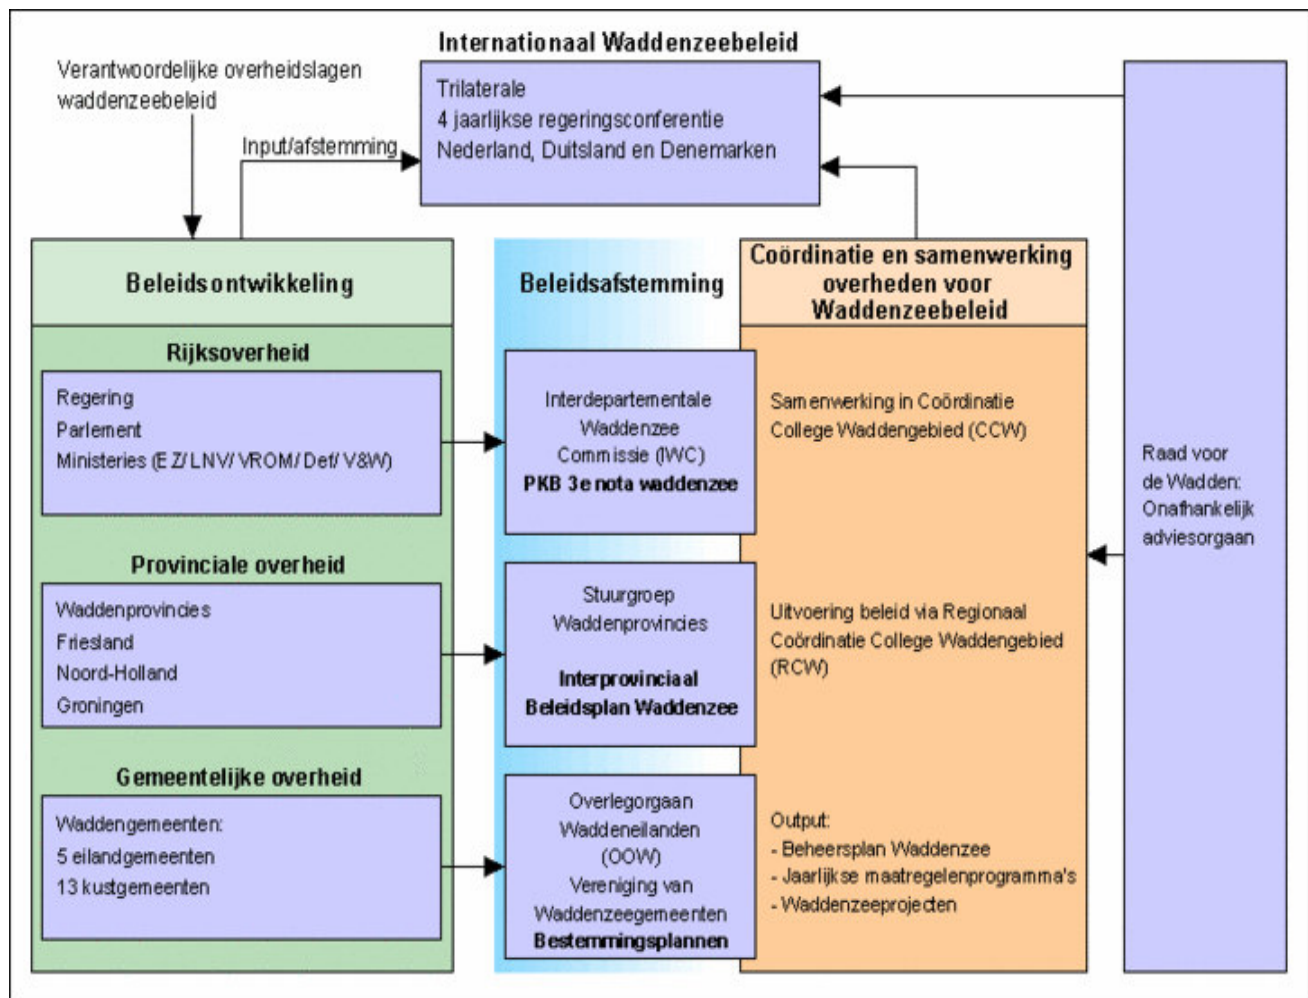 Internationaal Waddenzeebeleid
Verantwoordelijke overheidslagen
waddenzeebeleid
Input/afstemming
Trilaterale
4 jaarlijkse regeringsconferentie
Nederland, Duitsland en Denemarken
Beleidsontwikkeling
Rijksoverheid
Regering
Parlement
Ministeries (EZ/ LNV/ VROM/ Def/ V&W)
Provinciale overheid
Waddenprovincies
Friesland
Noord-Holland
Groningen
Gemeentelijke overheid
Waddengemeenten:
5 eilandgemeenten
13 kustgemeenten
Beleidsafstemming
Interdepartementale
Waddenzee
Commissie (IWC)
PKB 3e nota waddenzee
Stuurgroep
Waddenprovincies
Interprovinciaal
Beleidsplan Waddenzee
Overlegorgaan
Waddeneilanden
(OOW)
Vereniging van
Waddenzeegemeenten
Bestemmingsplannen
Coördinatie en samenwerking
overheden voor
Waddenzeebeleid
Samenwerking in Coördinatie
College Waddengebied (CCW)
Uitvoering beleid via Regionaal
Coördinatie College Waddengebied
(RCW)
Output:
- Beheersplan Waddenzee
- Jaarlijkse maatregelenprogramma's
- Waddenzeeprojecten
Raad voor
de Wadden:
Onafhankelijk
adviesorgaan